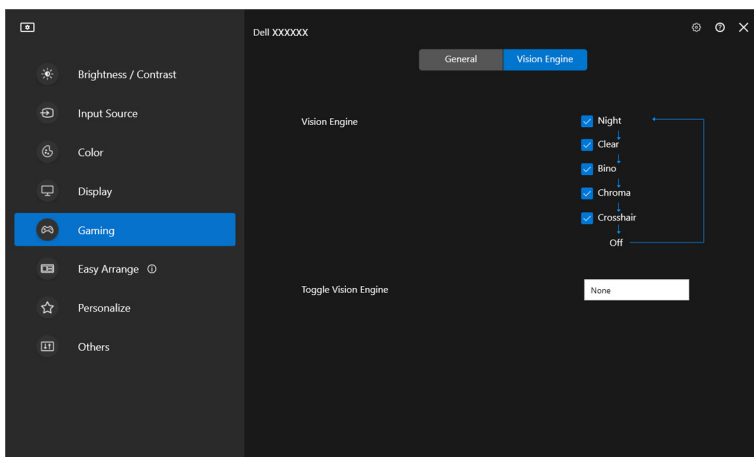 Dell XXXXXX
General
Vision Engine
Brightness / Contrast
Input Source
Color
Display
Gaming
Easy Arrange
Personalize
Others
Vision Engine
Night
Clear
Bino
Chroma
Crosshair
Off
Toggle Vision Engine
None